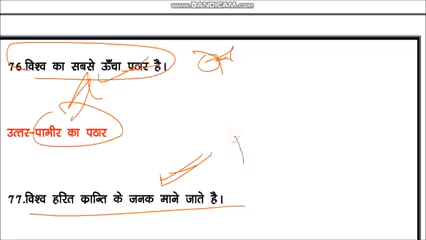 www.BANDICAM.com
76.विश्व का सबसे ऊँचा पठार है।
उत्तर-पामीर का पठार
77.विश्व हरित क्रान्ति के जनक माने जाते है।